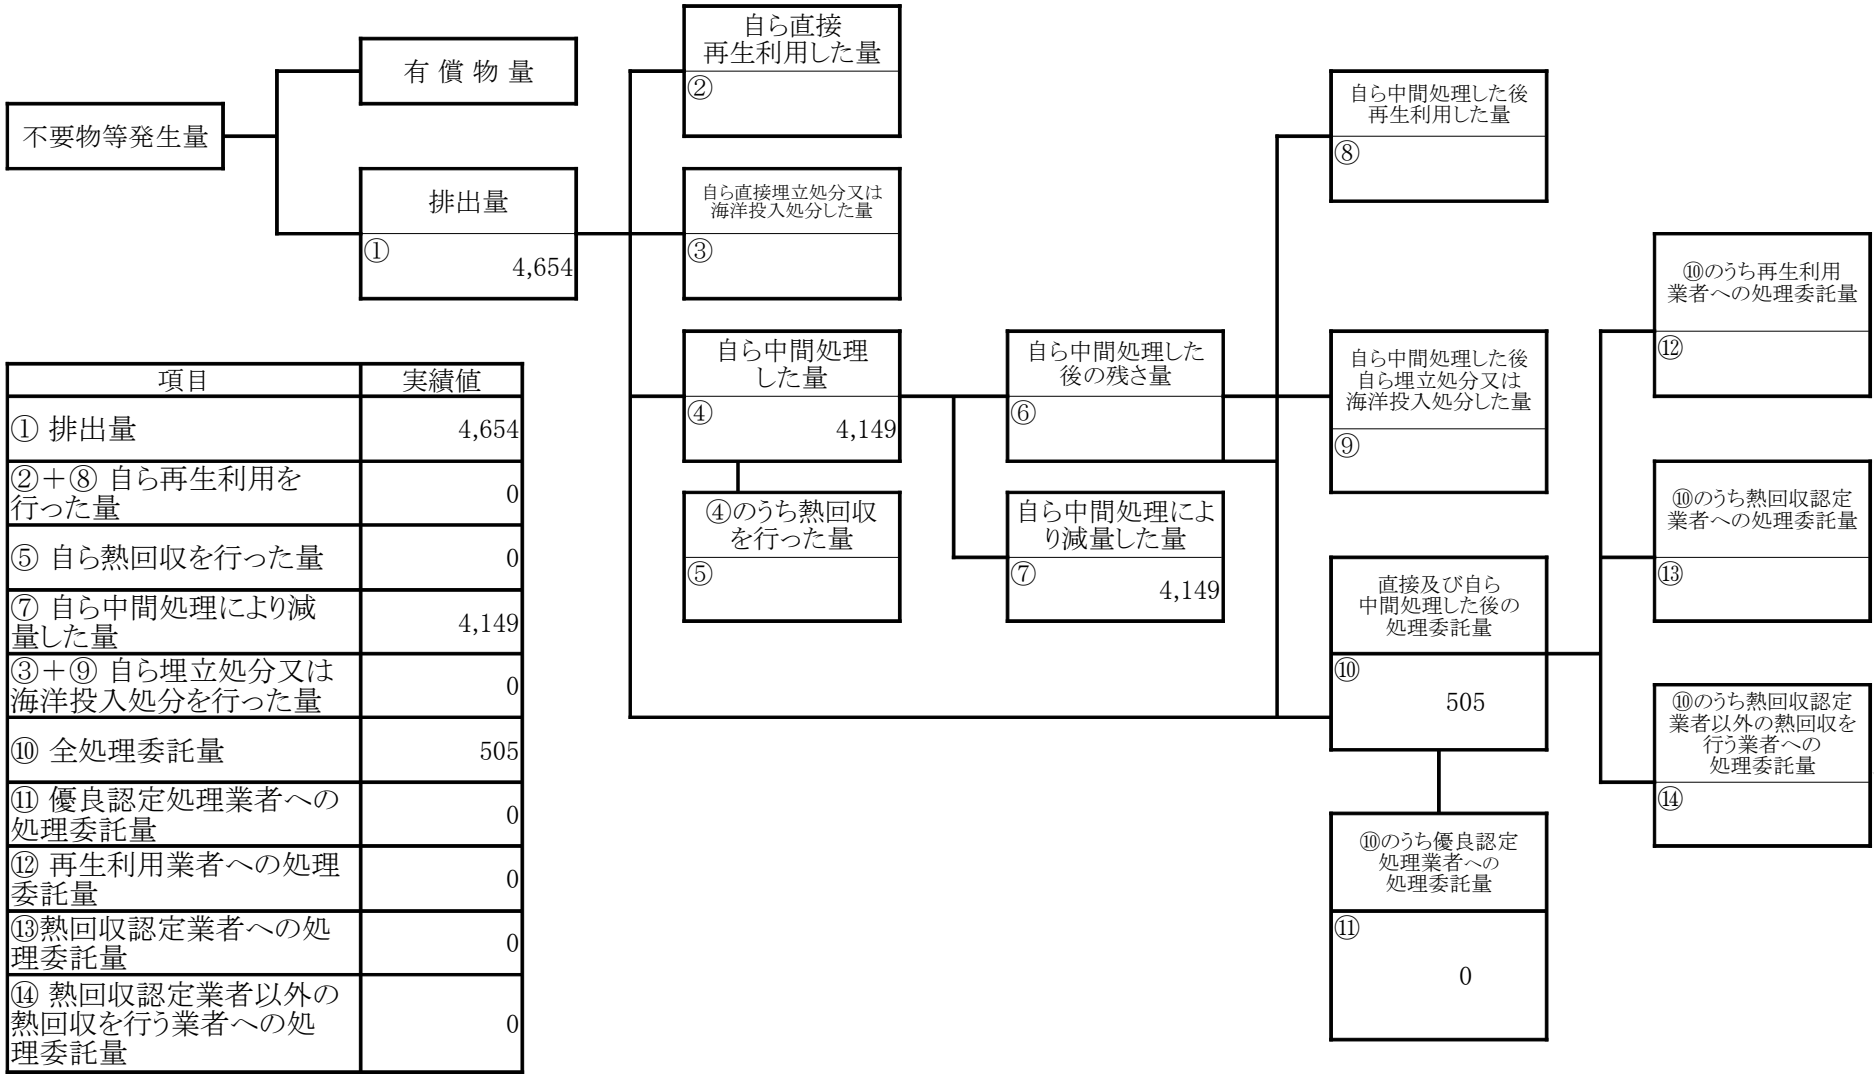 自ら直接
再生利用した量
②
有 償 物 量
不要物等発生量
排出量
①
4,654
自ら直接埋立処分又は
海洋投入処分した量
③
自ら中間処理した後
再生利用した量
⑧
⑩のうち再生利用
業者への処理委託量
⑫
自ら中間処理
した量
④
4,149
自ら中間処理した
後の残さ量
⑥
自ら中間処理した後
自ら埋立処分又は
海洋投入処分した量
⑨
④のうち熱回収
を行った量
⑤
自ら中間処理によ
り減量した量
⑦
4,149
⑩のうち熱回収認定
業者への処理委託量
⑬
直接及び自ら
中間処理した後の
処理委託量
⑩
505
⑩のうち熱回収認定
業者以外の熱回収を
行う業者への
処理委託量
⑭
⑩のうち優良認定
処理業者への
処理委託量
⑪
0
項目 実績値
① 排出量 4,654
②＋⑧ 自ら再生利用を
行った量 0
⑤ 自ら熱回収を行った量 0
⑦ 自ら中間処理により減
量した量 4,149
③＋⑨ 自ら埋立処分又は
海洋投入処分を行った量 0
⑩ 全処理委託量 505
⑪ 優良認定処理業者への
処理委託量 0
⑫ 再生利用業者への処理
委託量 0
⑬熱回収認定業者への処
理委託量 0
⑭ 熱回収認定業者以外の
熱回収を行う業者への処
理委託量 0